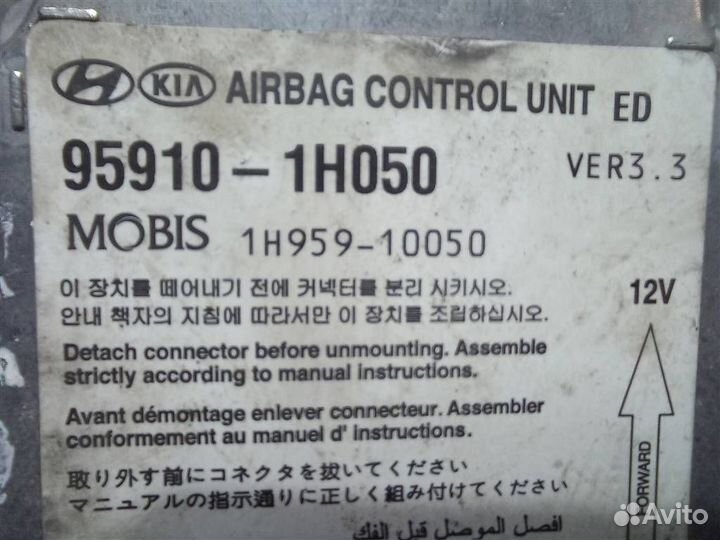 KIA AIRBAG CONTROL UNIT ED
95910-1H050 VER3.3
MOBIS 1H959-10050
이 장치를 떼어내기 전에 커넥터를 분리 시키시오.
안내 책자의 지침에 따라서만 이 장치를 조립하십시오.
12V
Detach connector before unmounting. Assemble
strictly according to manual instructions.
Avant démontage enlever connecteur. Assembler
conformement au manuel d' instructions.
FORWARD
取り外す前にコネクタを抜いてください
マニュアルの指示通りに正しく組み付けてください
افصل الموصل قبل الفك
Avito